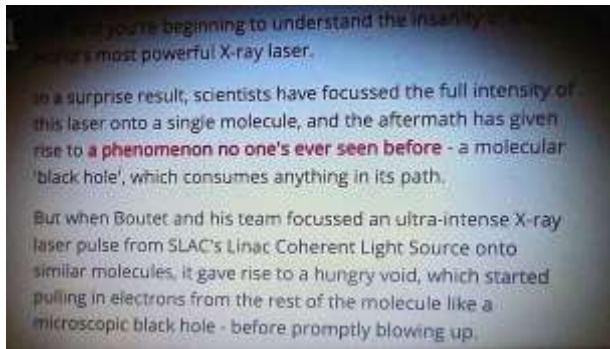 you're beginning to understand the insanity of
world's most powerful X-ray laser.
In a surprise result, scientists have focussed the full intensity of
this laser onto a single molecule, and the aftermath has given
rise to a phenomenon no one's ever seen before - a molecular
'black hole', which consumes anything in its path.
But when Boutet and his team focussed an ultra-intense X-ray
laser pulse from SLAC's Linac Coherent Light Source onto
similar molecules, it gave rise to a hungry void, which started
pulling in electrons from the rest of the molecule like a
microscopic black hole - before promptly blowing up.